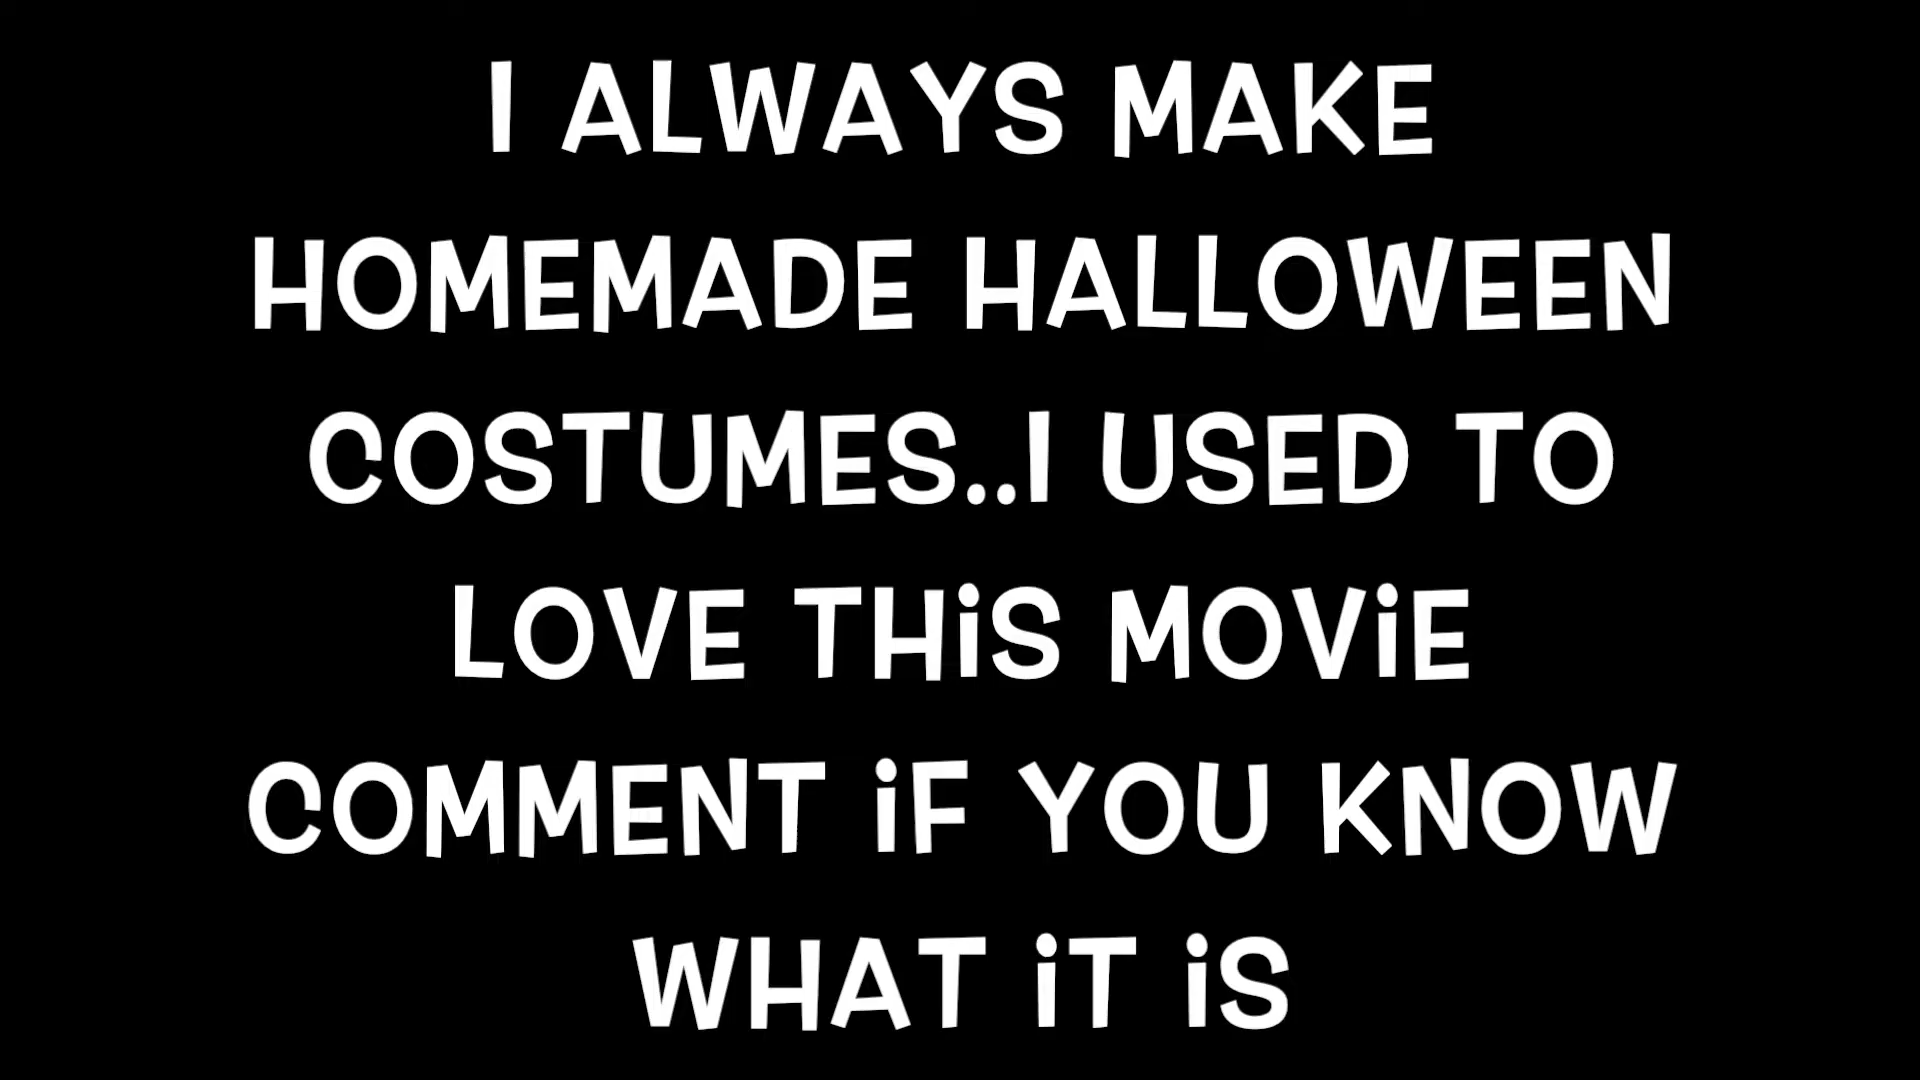 I ALWAYS MAKE
HOMEMADE HALLOWEEN
COSTUMES..I USED TO
LOVE THiS MOViE
COMMENT iF YOU KNOW
WHAT iT iS